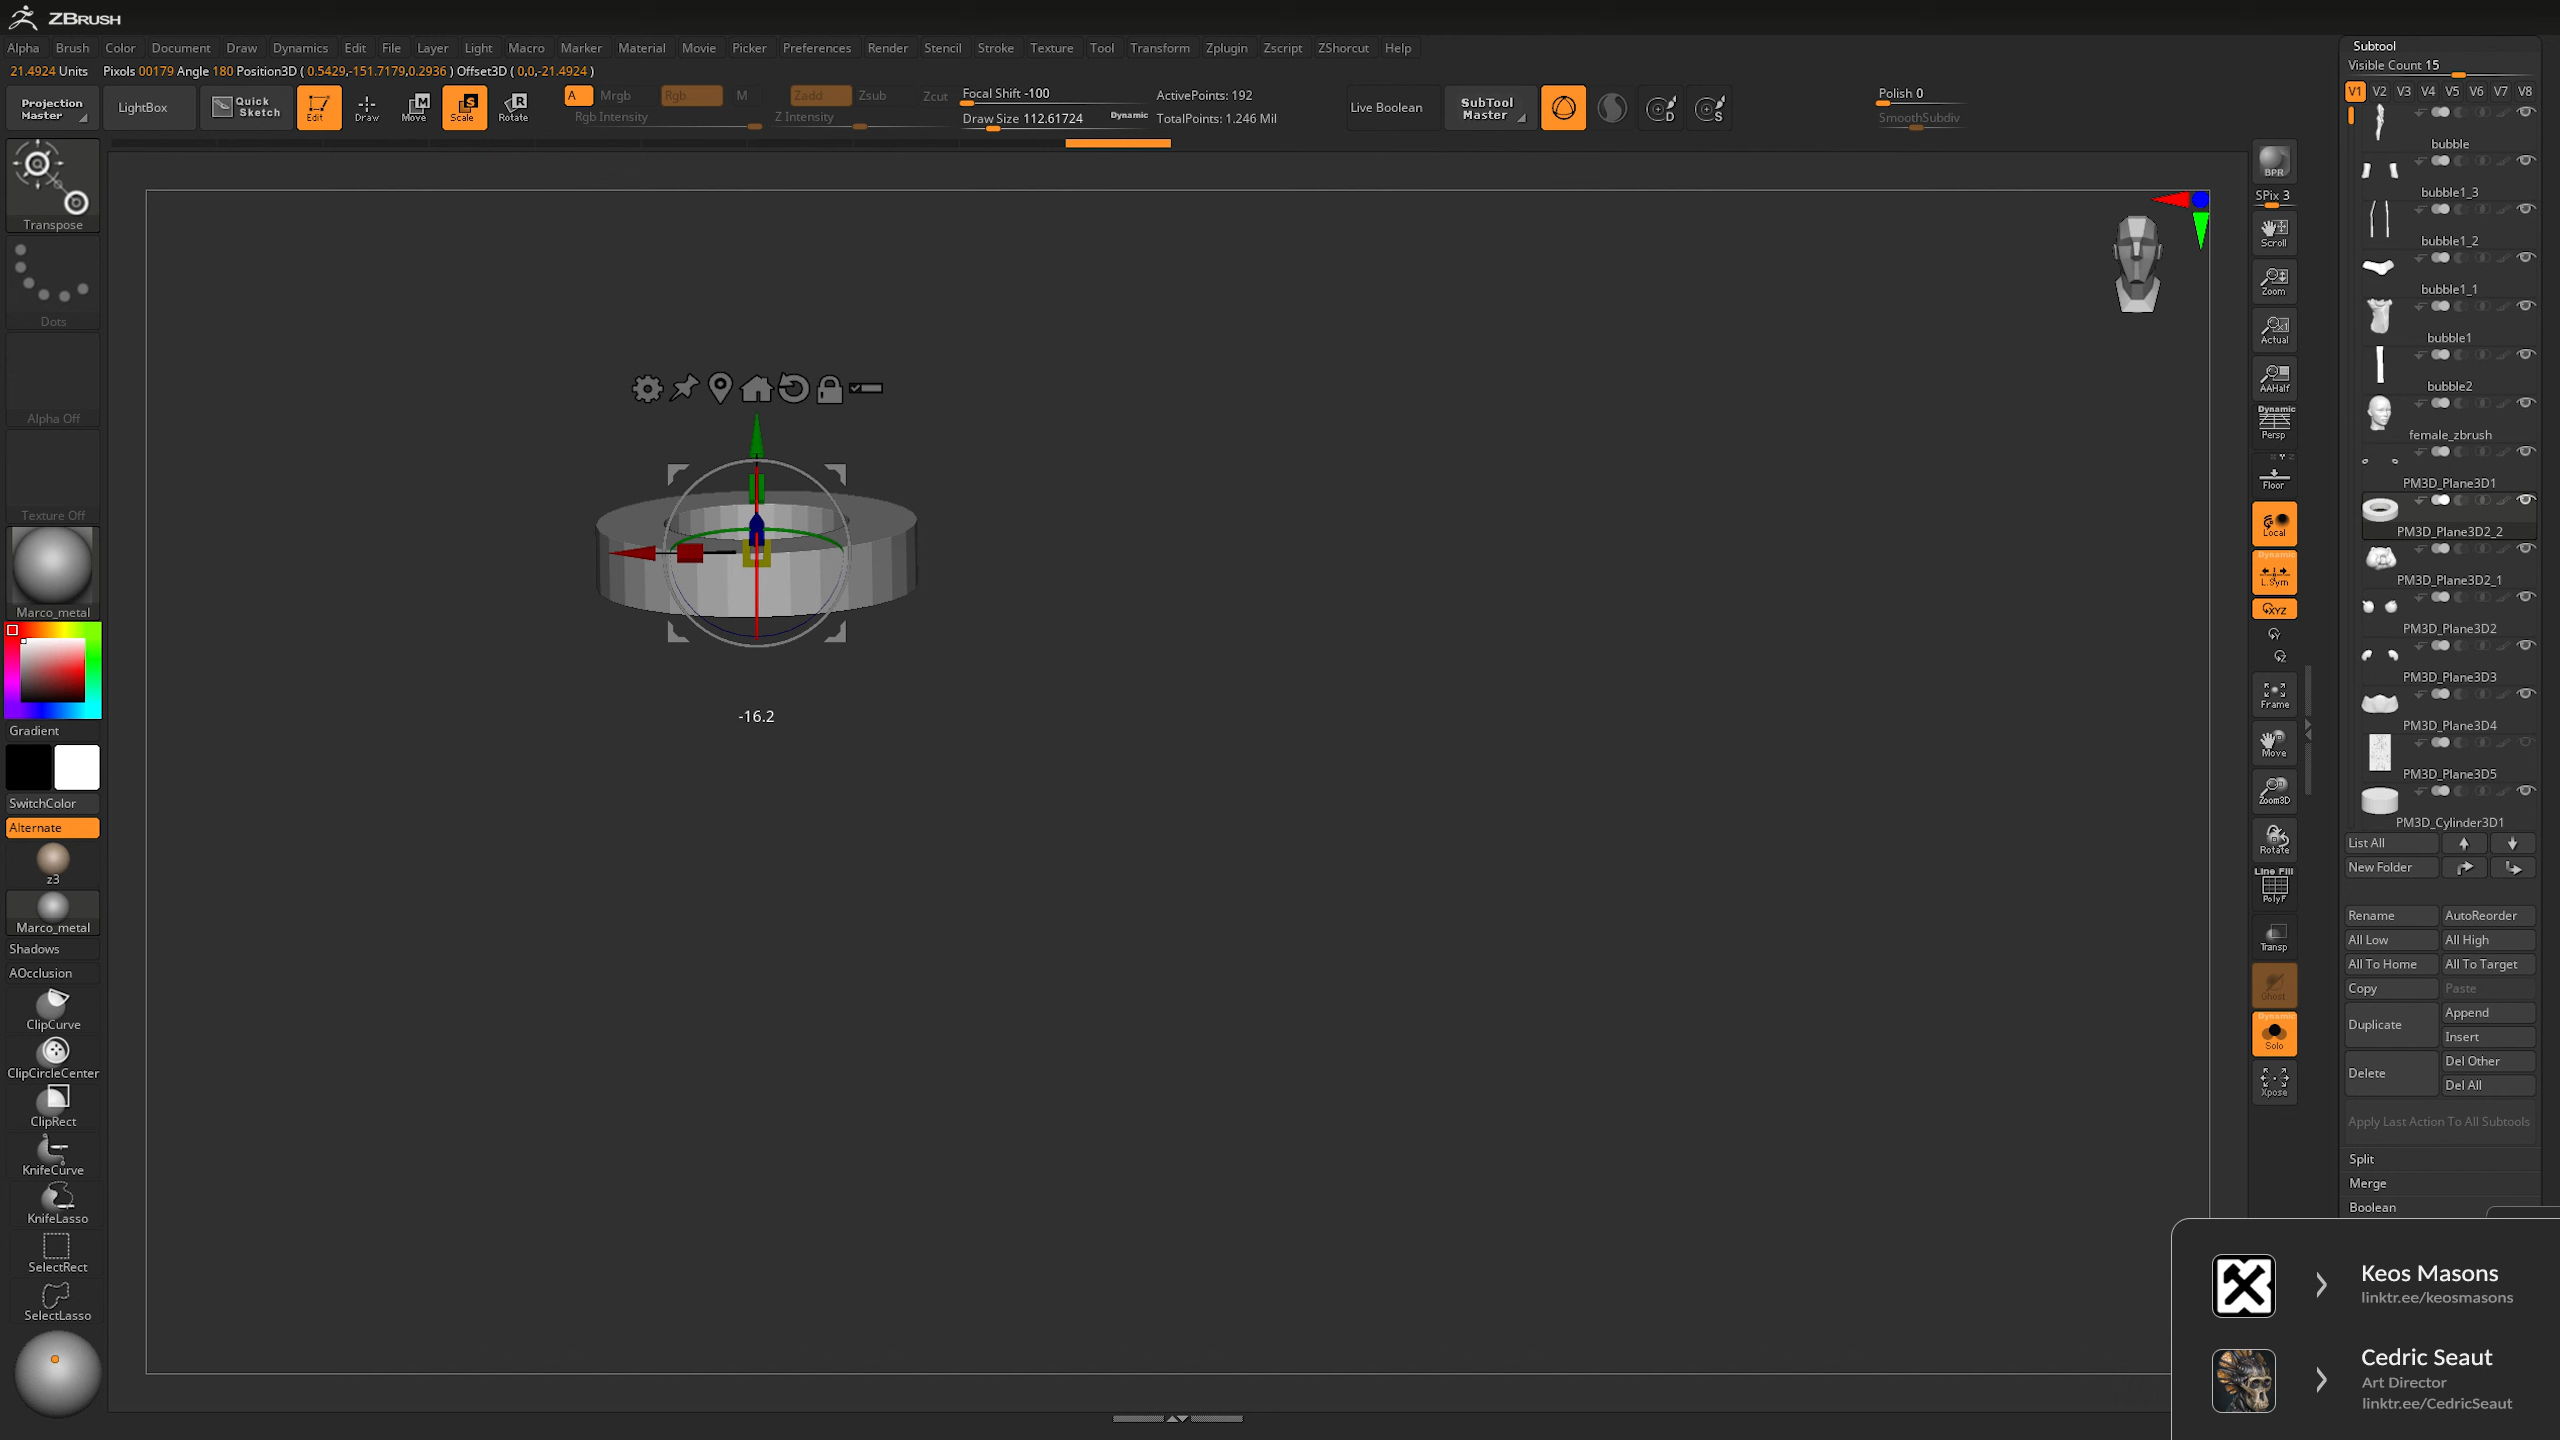 ZBRUSH
Alpha Brush Color Document Draw Dynamics Edit File Layer Light Macro Marker Material Movie Picker Preferences Render Stencil Stroke Texture Tool Transform Zplugin Zscript ZShorcut Help
21.4924 Units Pixols 00179 Angle 180 Position3D ( 0.5429,-151.7179,0.2936 ) Offset3D ( 0,0,-21.4924 )
Projection Master
LightBox
Quick Sketch
Edit
Draw
Move
Scale
Rotate
A Mrgb Rgb M
Rgb Intensity
Zadd Zsub Zcut
Z Intensity
Focal Shift -100
Draw Size 112.61724
Dynamic
ActivePoints: 192
TotalPoints: 1.246 Mil
Live Boolean
SubTool Master
Polish 0
SmoothSubdiv
Transpose
Dots
Alpha Off
Texture Off
Marco_metal
Gradient
SwitchColor
Alternate
z3
Marco_metal
Shadows
AOcclusion
ClipCurve
ClipCircleCenter
ClipRect
KnifeCurve
KnifeLasso
SelectRect
SelectLasso
-16.2
BPR
SPix 3
Scroll
Zoom
Actual
AAHalf
Dynamic
Persp
Floor
Local
Dynamic
L.Sym
XYZ
Frame
Move
Zoom3D
Rotate
Line Fill
PolyF
Transp
Ghost
Dynamic
Solo
Xpose
Subtool
Visible Count 15
V1 V2 V3 V4 V5 V6 V7 V8
bubble
bubble1_3
bubble1_2
bubble1_1
bubble1
bubble2
female_zbrush
PM3D_Plane3D1
PM3D_Plane3D2_2
PM3D_Plane3D2_1
PM3D_Plane3D2
PM3D_Plane3D3
PM3D_Plane3D4
PM3D_Plane3D5
PM3D_Cylinder3D1
List All
New Folder
Rename AutoReorder
All Low All High
All To Home All To Target
Copy Paste
Duplicate Append
Insert
Delete Del Other
Del All
Apply Last Action To All Subtools
Split
Merge
Boolean
Keos Masons
linktr.ee/keosmasons
Cedric Seaut
Art Director
linktr.ee/CedricSeaut